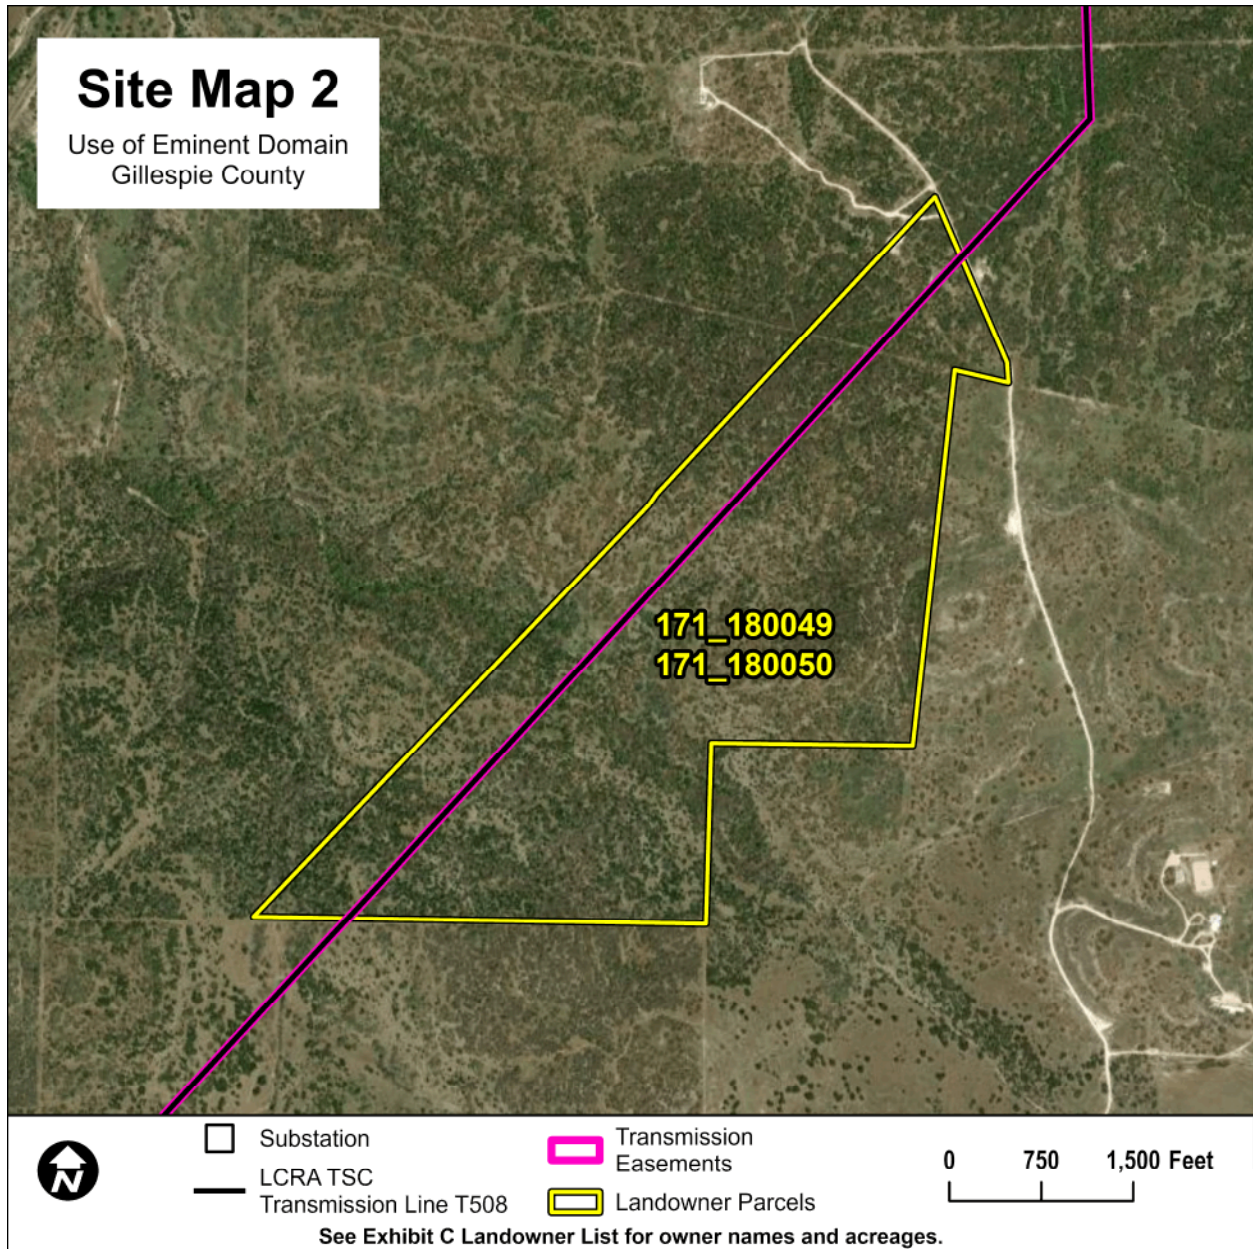 Site Map 2
Use of Eminent Domain
Gillespie County
171_180049
171_180050
N
Substation
LCRA TSC
Transmission Line T508
Transmission
Easements
Landowner Parcels
0 750 1,500 Feet
See Exhibit C Landowner List for owner names and acreages.